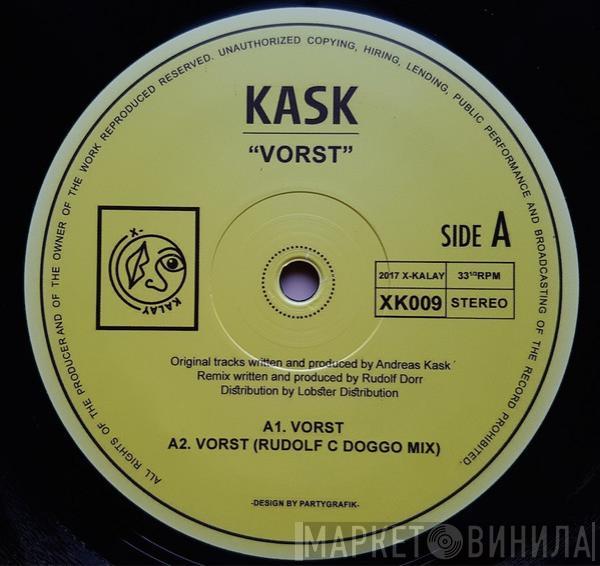 ALL RIGHTS OF THE PRODUCER AND OF THE OWNER OF THE WORK REPRODUCED RESERVED. UNAUTHORIZED COPYING, HIRING, LENDING, PUBLIC PERFORMANCE AND BROADCASTING OF THE RECORD PROHIBITED.
KASK
“VORST”
X-
KALAY
SIDE A
2017 X-KALAY
33 1/3 RPM
XK009
STEREO
Original tracks written and produced by Andreas Kask
Remix written and produced by Rudolf Dorr
Distribution by Lobster Distribution
A1. VORST
A2. VORST (RUDOLF C DOGGO MIX)
-DESIGN BY PARTYGRAFIK-
МАРКЕТ ВИНИЛА